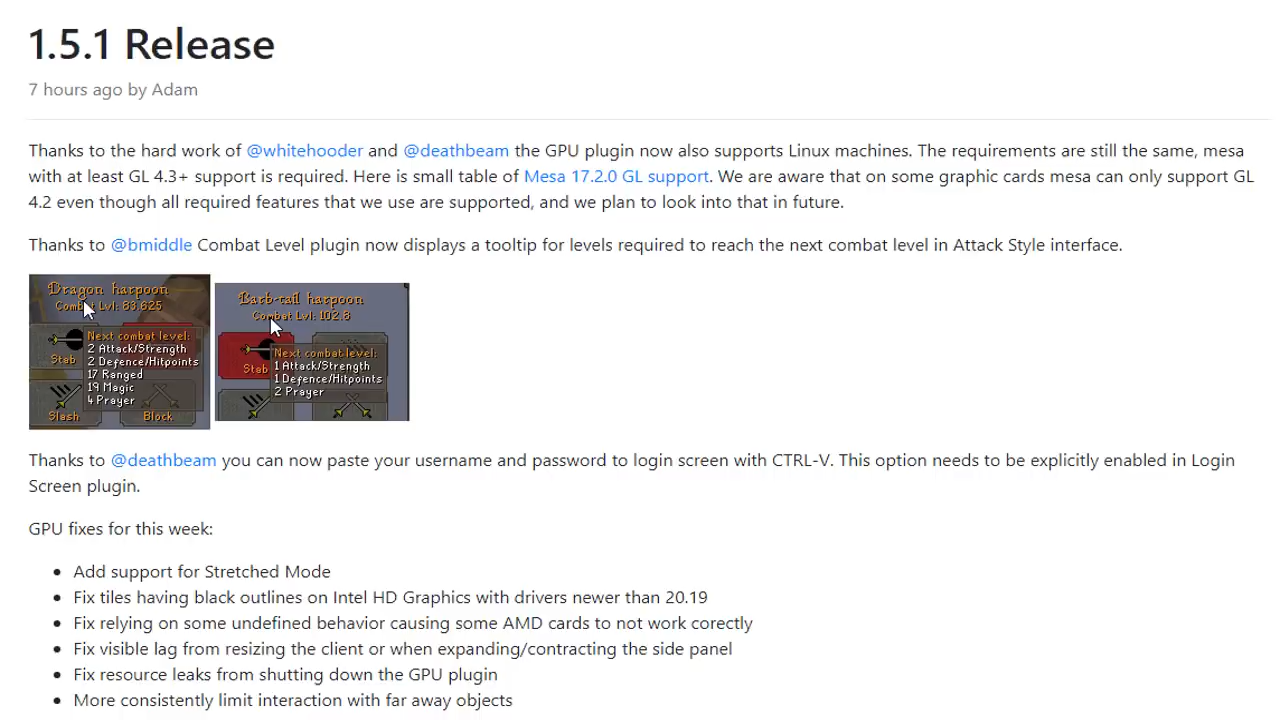 1.5.1 Release
7 hours ago by Adam
Thanks to the hard work of @whitehooder and @deathbeam the GPU plugin now also supports Linux machines. The requirements are still the same, mesa
with at least GL 4.3+ support is required. Here is small table of Mesa 17.2.0 GL support. We are aware that on some graphic cards mesa can only support GL
4.2 even though all required features that we use are supported, and we plan to look into that in future.
Thanks to @bmiddle Combat Level plugin now displays a tooltip for levels required to reach the next combat level in Attack Style interface.
Dragon harpoon
Combat Lvl: 83.625
Next combat level:
2 Attack/Strength
2 Defence/Hitpoints
17 Ranged
19 Magic
4 Prayer
Stab
Slash
Block
Barb-tail harpoon
Combat Lvl: 102.8
Next combat level:
1 Attack/Strength
1 Defence/Hitpoints
2 Prayer
Stab
Thanks to @deathbeam you can now paste your username and password to login screen with CTRL-V. This option needs to be explicitly enabled in Login
Screen plugin.
GPU fixes for this week:
• Add support for Stretched Mode
• Fix tiles having black outlines on Intel HD Graphics with drivers newer than 20.19
• Fix relying on some undefined behavior causing some AMD cards to not work corectly
• Fix visible lag from resizing the client or when expanding/contracting the side panel
• Fix resource leaks from shutting down the GPU plugin
• More consistently limit interaction with far away objects